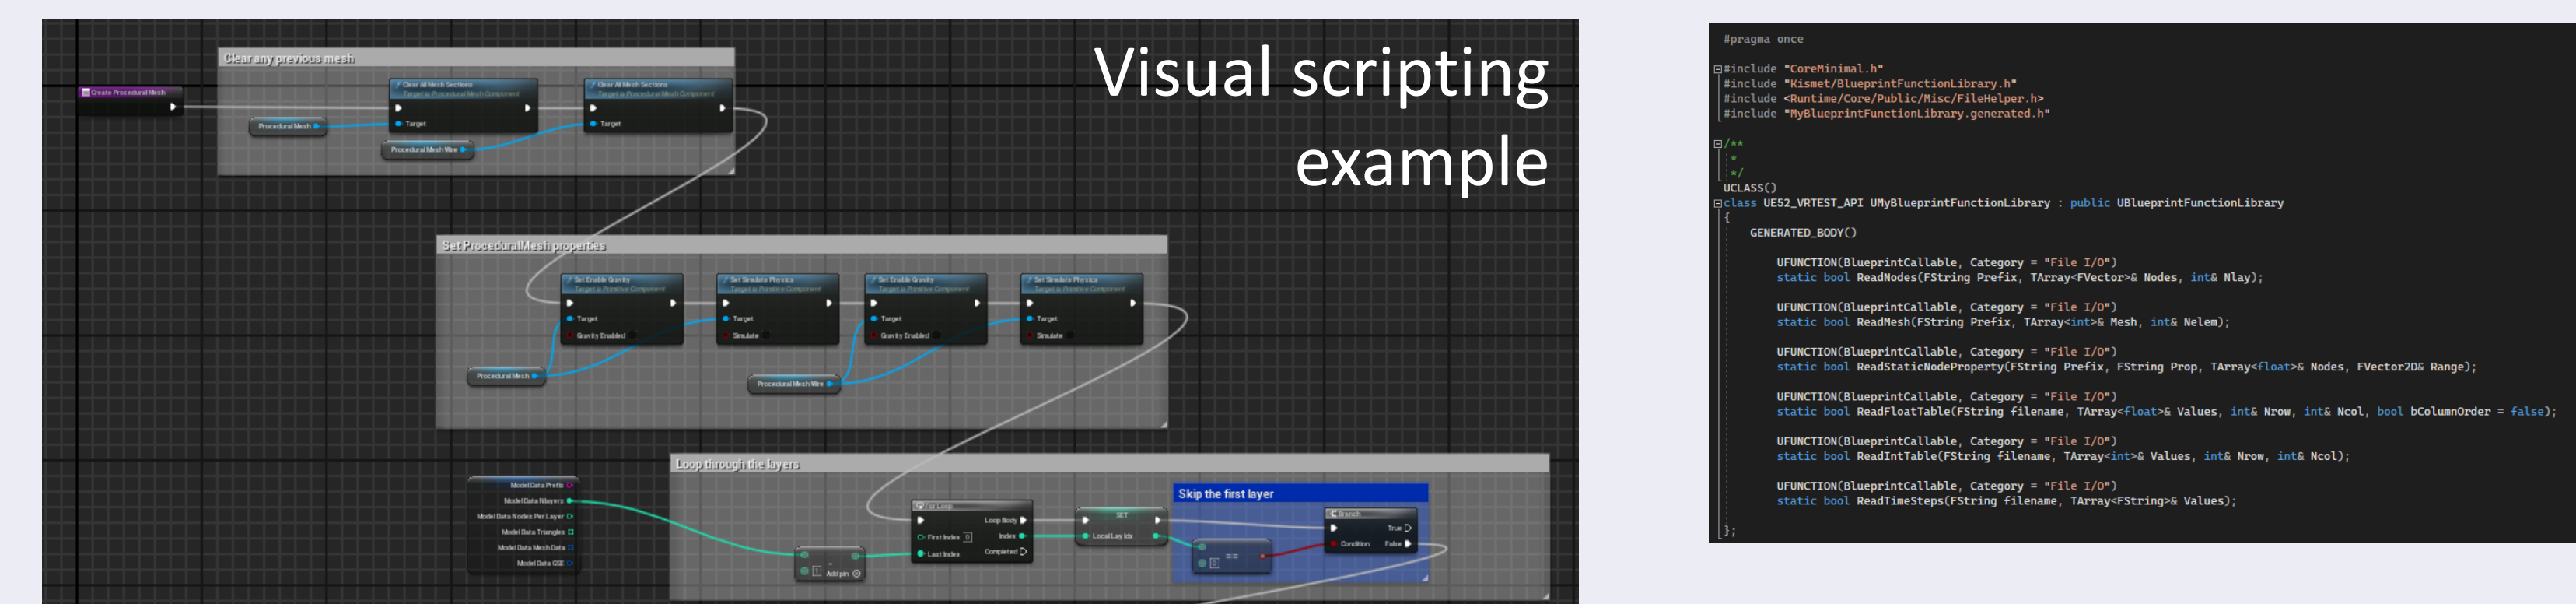 Visual scripting
example
Clear any previous mesh
Create Procedural Mesh
Clear All Mesh Sections
Target is Procedural Mesh Component
Target
Clear All Mesh Sections
Target is Procedural Mesh Component
Target
Procedural Mesh
Procedural Mesh Wire
Set ProceduralMesh properties
Set Enable Gravity
Target is Primitive Component
Target
Gravity Enabled
Set Simulate Physics
Target is Primitive Component
Target
Simulate
Set Enable Gravity
Target is Primitive Component
Target
Gravity Enabled
Set Simulate Physics
Target is Primitive Component
Target
Simulate
Procedural Mesh
Procedural Mesh Wire
Loop through the layers
Model Data Prefix
Model Data Nlayers
Model Data Nodes Per Layer
Model Data Triangles
Model Data Mesh Data
Model Data GSE
1
-
Add pin
For Loop
Loop Body
First Index 0
Index
Last Index
Completed
SET
Local Lay Idx
Skip the first layer
==
0
Branch
True
Condition
False
#pragma once
#include "CoreMinimal.h"
#include "Kismet/BlueprintFunctionLibrary.h"
#include <Runtime/Core/Public/Misc/FileHelper.h>
#include "MyBlueprintFunctionLibrary.generated.h"
/**
*
*/
UCLASS()
class UE52_VRTEST_API UMyBlueprintFunctionLibrary : public UBlueprintFunctionLibrary
{
GENERATED_BODY()
UFUNCTION(BlueprintCallable, Category = "File I/O")
static bool ReadNodes(FString Prefix, TArray<FVector>& Nodes, int& Nlay);
UFUNCTION(BlueprintCallable, Category = "File I/O")
static bool ReadMesh(FString Prefix, TArray<int>& Mesh, int& Nelem);
UFUNCTION(BlueprintCallable, Category = "File I/O")
static bool ReadStaticNodeProperty(FString Prefix, FString Prop, TArray<float>& Nodes, FVector2D& Range);
UFUNCTION(BlueprintCallable, Category = "File I/O")
static bool ReadFloatTable(FString filename, TArray<float>& Values, int& Nrow, int& Ncol, bool bColumnOrder = false);
UFUNCTION(BlueprintCallable, Category = "File I/O")
static bool ReadIntTable(FString filename, TArray<int>& Values, int& Nrow, int& Ncol);
UFUNCTION(BlueprintCallable, Category = "File I/O")
static bool ReadTimeSteps(FString filename, TArray<FString>& Values);
};